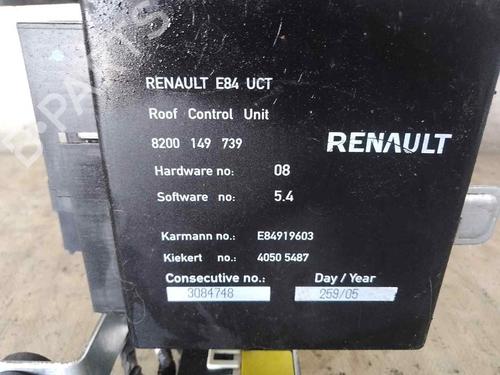 RENAULT E84 UCT
Roof Control Unit
8200 149 739
RENAULT
Hardware no: 08
Software no: 5.4
Karmann no.: E84919603
Kiekert no.: 4050 5487
Consecutive no.: Day / Year
3084748 259/05
B-PARTS